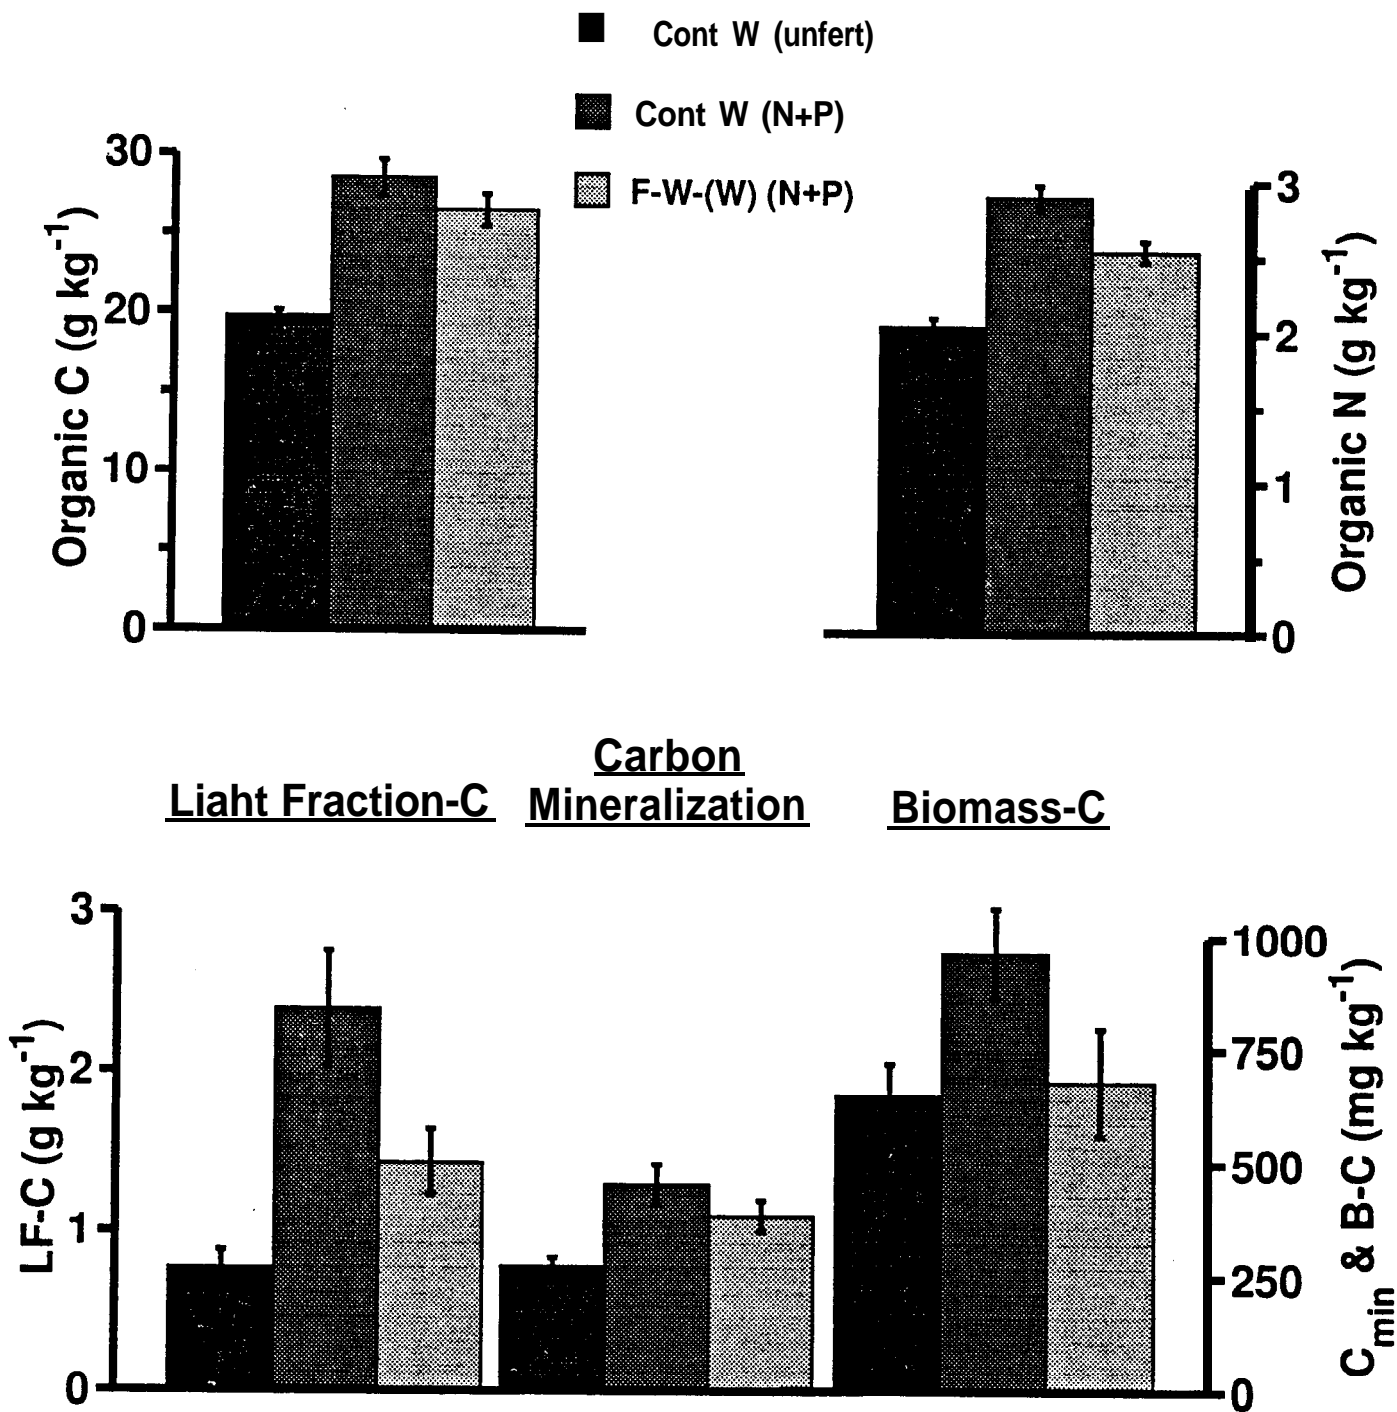 Cont W (unfert)
Cont W (N+P)
F-W-(W) (N+P)
30
20
10
0
Organic C (g kg-1)
3
2
1
0
Organic N (g kg-1)
Liaht Fraction-C
Carbon
Mineralization
Biomass-C
3
2
1
0
LF-C (g kg-1)
1000
750
500
250
0
Cmin & B-C (mg kg-1)